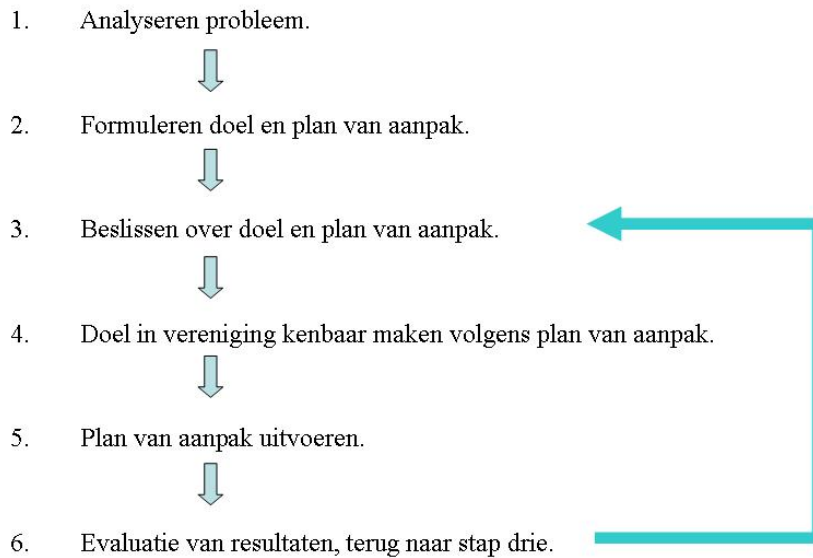 1. Analyseren probleem.
2. Formuleren doel en plan van aanpak.
3. Beslissen over doel en plan van aanpak.
4. Doel in vereniging kenbaar maken volgens plan van aanpak.
5. Plan van aanpak uitvoeren.
6. Evaluatie van resultaten, terug naar stap drie.